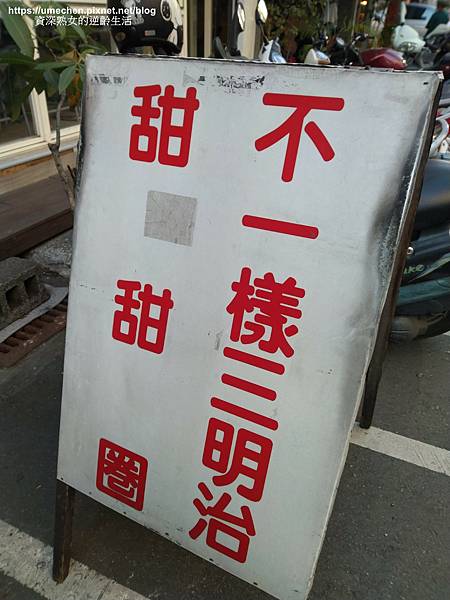 https://umechen.pixnet.net/blog
資深熟女的逆齡生活
不一樣三明治
甜甜圈